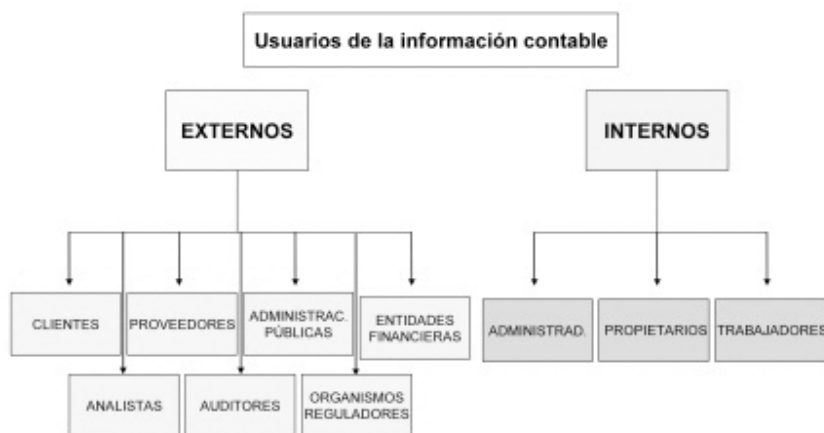 Usuarios de la información contable
EXTERNOS
INTERNOS
CLIENTES
PROVEEDORES
ADMINISTRAC.
PÚBLICAS
ENTIDADES
FINANCIERAS
ADMINISTRAD.
PROPIETARIOS
TRABAJADORES
ANALISTAS
AUDITORES
ORGANISMOS
REGULADORES